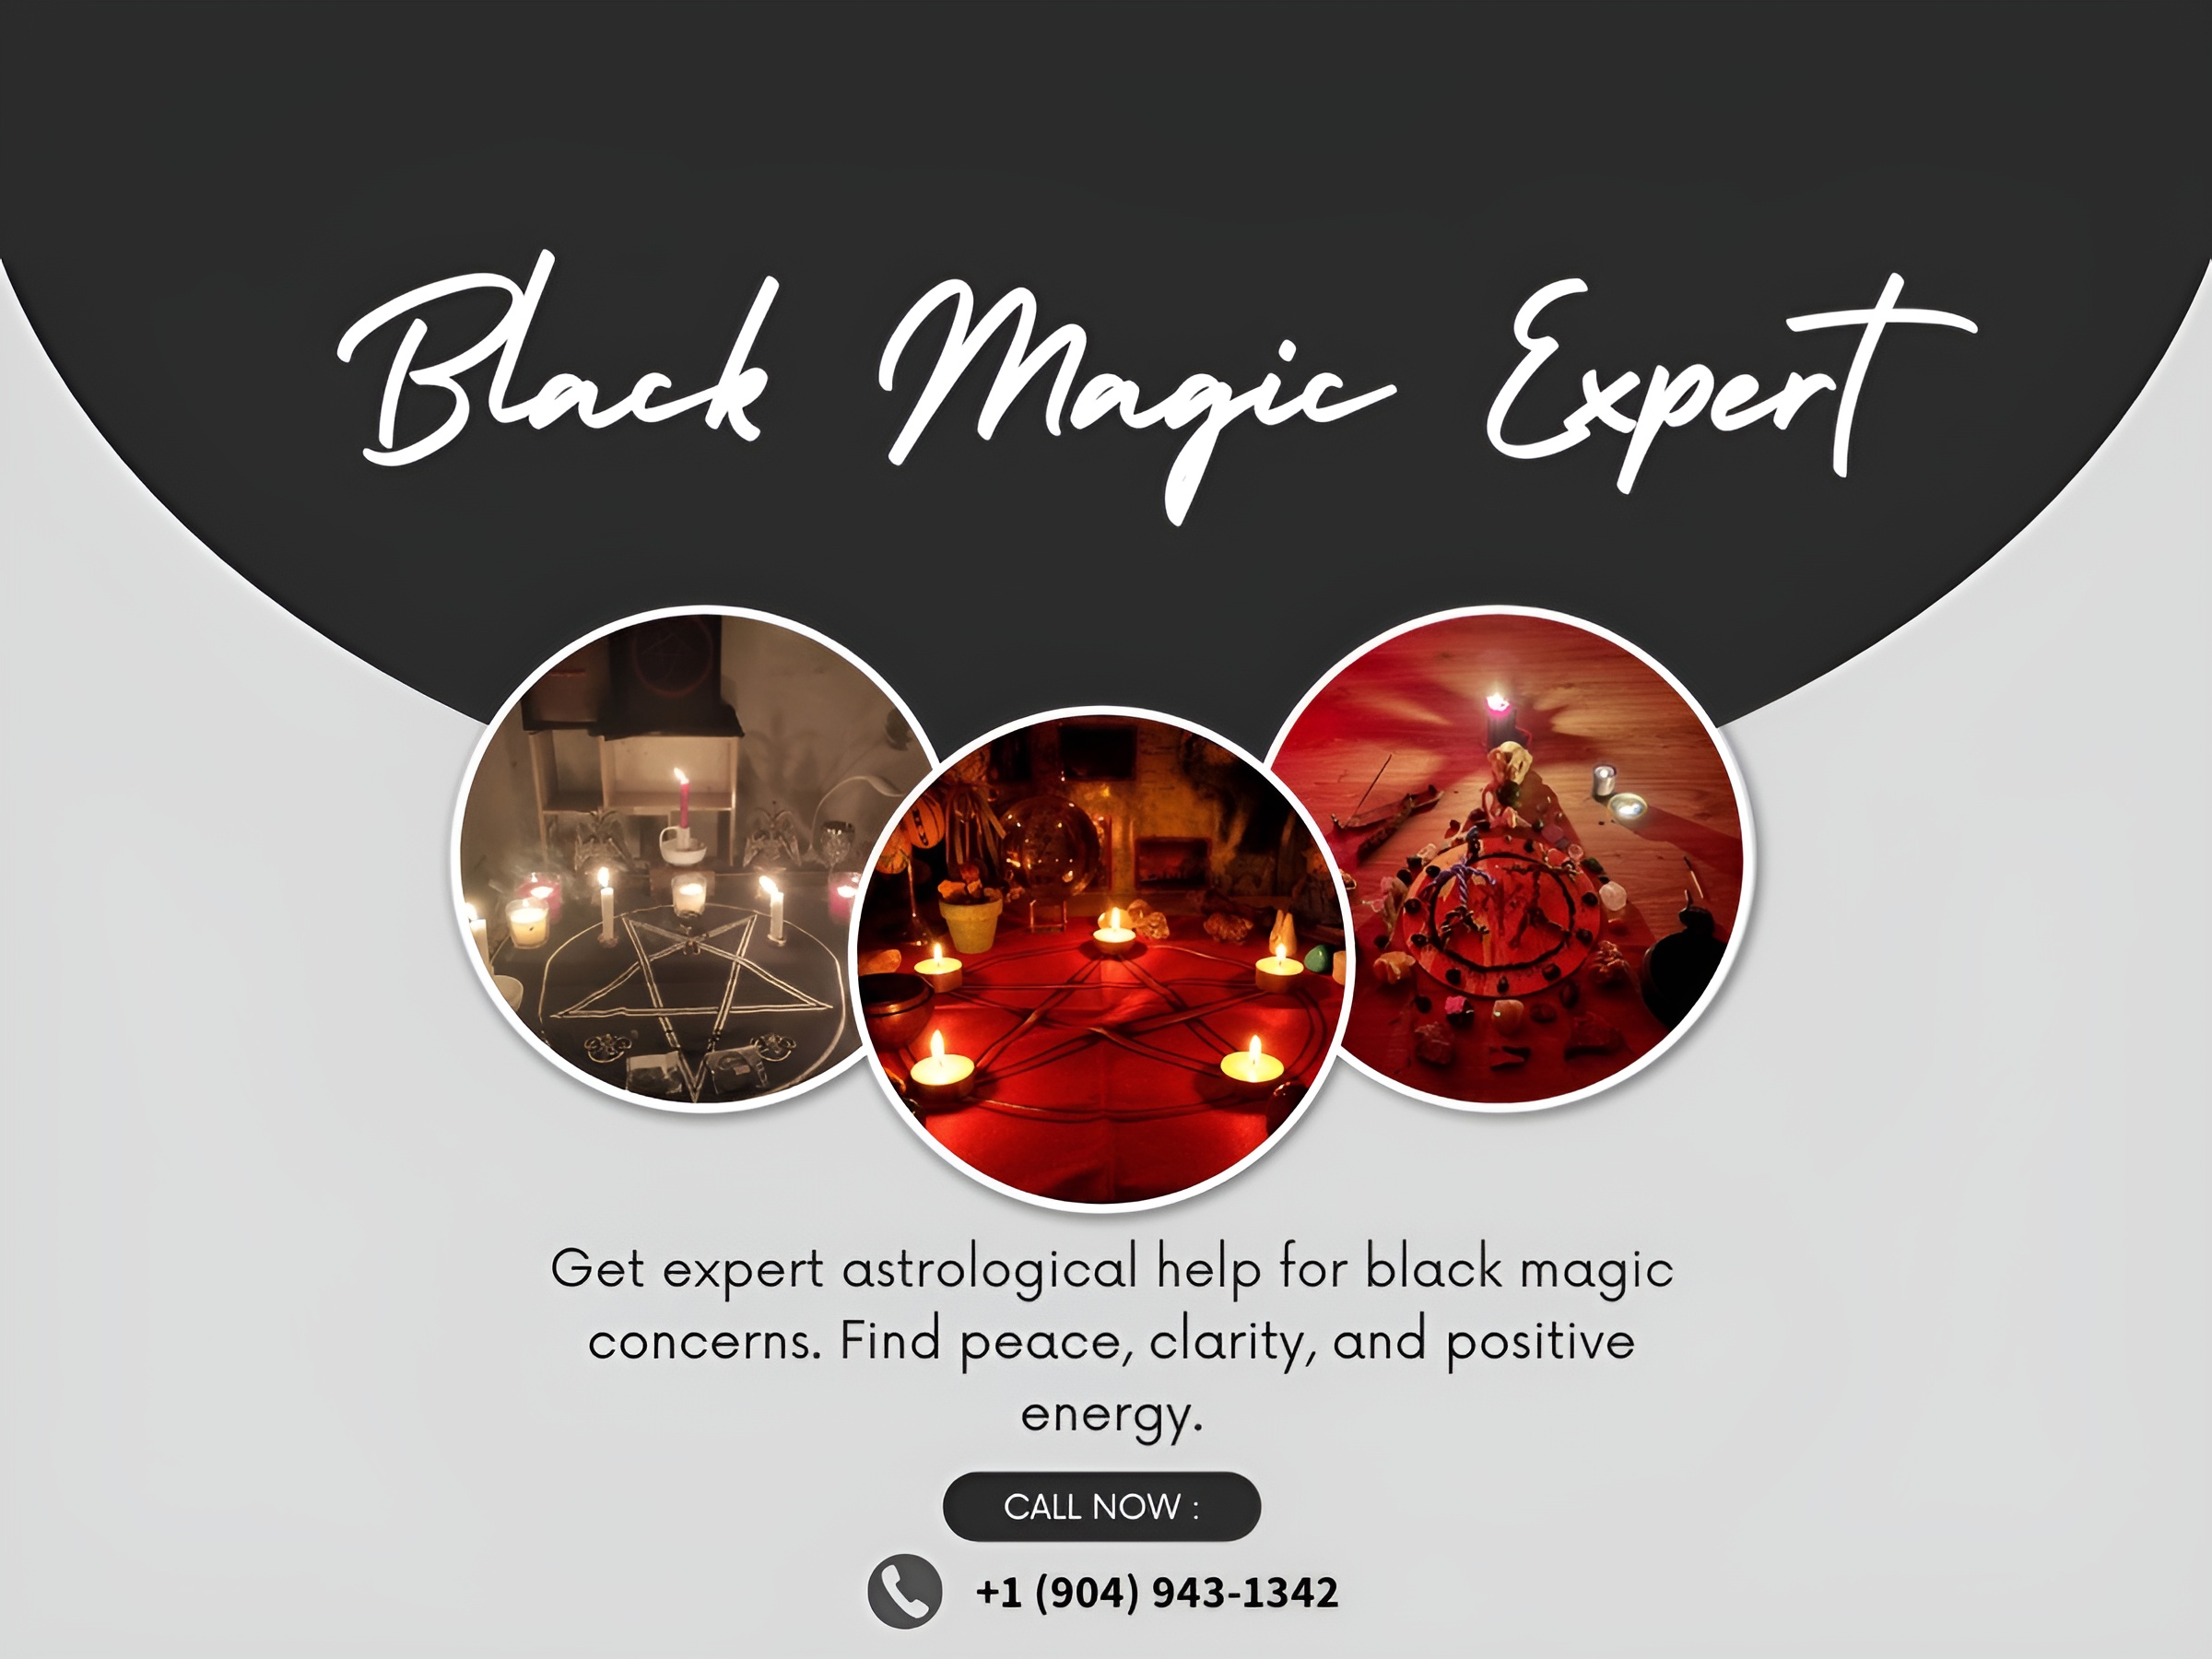 Black Magic Expert
Get expert astrological help for black magic
concerns. Find peace, clarity, and positive
energy.
CALL NOW :
+1 (904) 943-1342